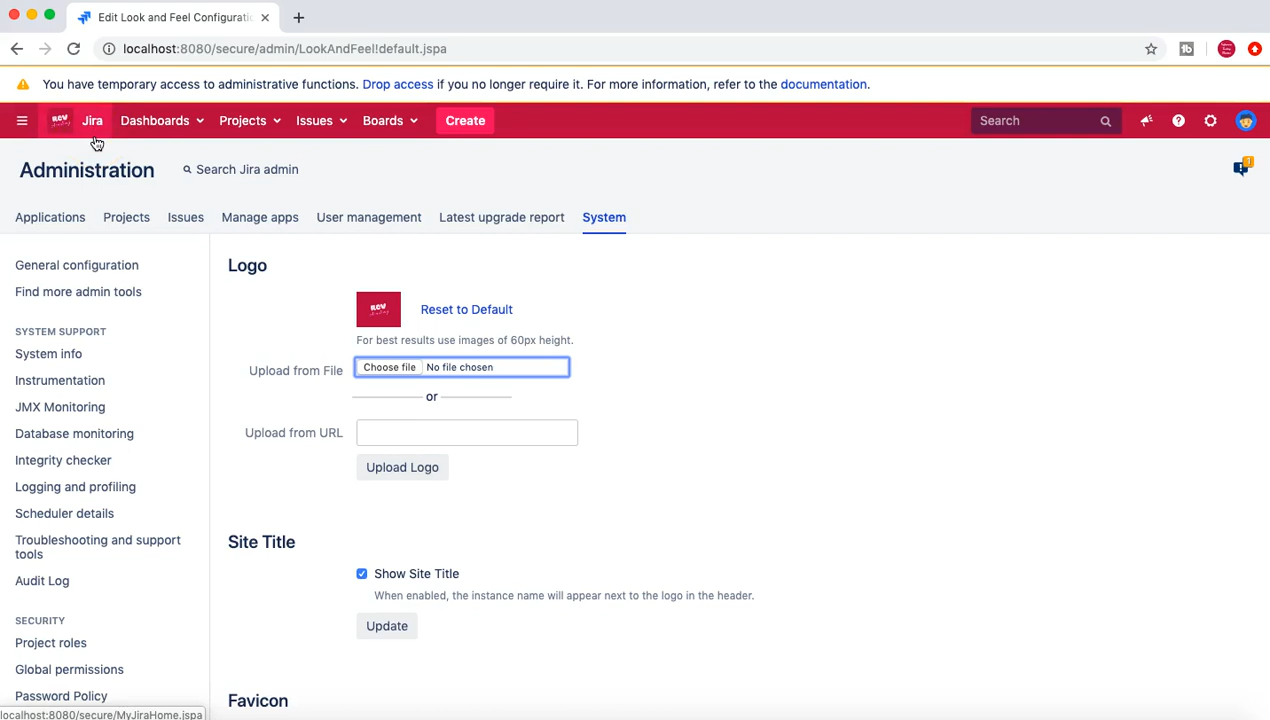 Edit Look and Feel Configuratio
localhost:8080/secure/admin/LookAndFeel!default.jspa
You have temporary access to administrative functions. Drop access if you no longer require it. For more information, refer to the documentation.
Jira Dashboards Projects Issues Boards Create Search
Administration Search Jira admin
Applications Projects Issues Manage apps User management Latest upgrade report System
General configuration
Find more admin tools
SYSTEM SUPPORT
System info
Instrumentation
JMX Monitoring
Database monitoring
Integrity checker
Logging and profiling
Scheduler details
Troubleshooting and support
tools
Audit Log
SECURITY
Project roles
Global permissions
Password Policy
localhost:8080/secure/MyJiraHome.jspa
Logo
Reset to Default
For best results use images of 60px height.
Upload from File Choose file No file chosen
or
Upload from URL
Upload Logo
Site Title
Show Site Title
When enabled, the instance name will appear next to the logo in the header.
Update
Favicon